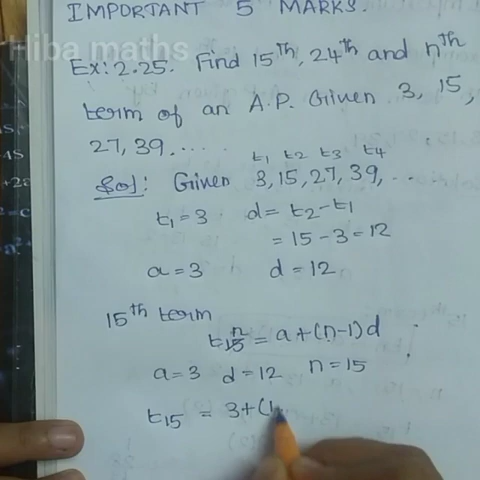 IMPORTANT 5 MARKS.
Hiba maths
Ex: 2.25. Find 15th, 24th and nth
term of an A.P. Given 3, 15,
27, 39, ....
t1 t2 t3 t4
Sol: Given 3, 15, 27, 39, ...
t1 = 3 d = t2 - t1
= 15 - 3 = 12
a = 3 d = 12
15th term
tn = a + (n-1) d
a = 3 d = 12 n = 15
t15 = 3 + (1